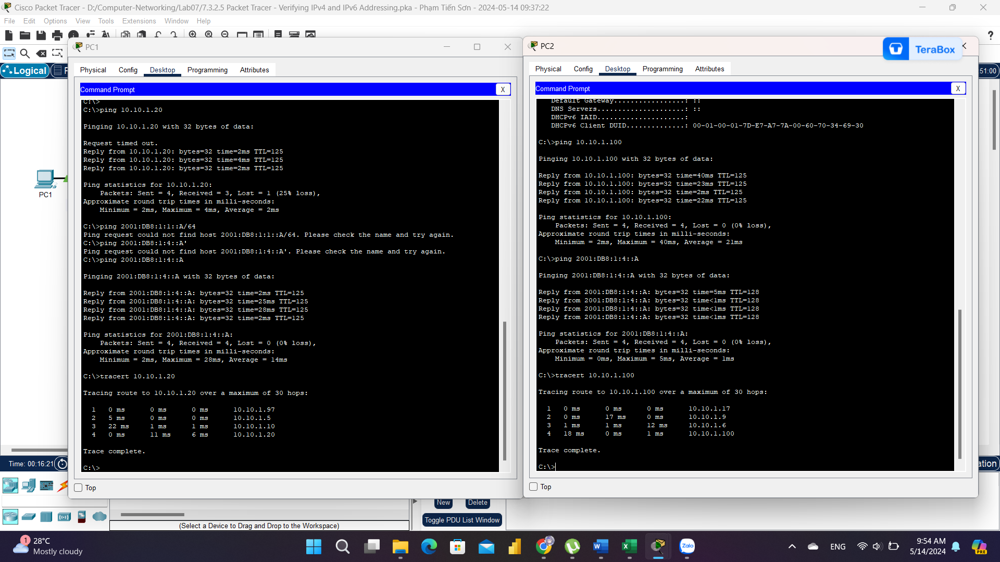 Cisco Packet Tracer - D:/Computer-Networking/Lab07/7.3.2.5 Packet Tracer - Verifying IPv4 and IPv6 Addressing.pka - Phạm Tiến Sơn - 2024-05-14 09:37:22
File Edit Options View Tools Extensions Window Help
PC1
PC2
TeraBox
Logical
51:00
Physical Config Desktop Programming Attributes
Command Prompt X
C:\>
C:\>ping 10.10.1.20
Pinging 10.10.1.20 with 32 bytes of data:
Request timed out.
Reply from 10.10.1.20: bytes=32 time=2ms TTL=125
Reply from 10.10.1.20: bytes=32 time=4ms TTL=125
Reply from 10.10.1.20: bytes=32 time=2ms TTL=125
Ping statistics for 10.10.1.20:
Packets: Sent = 4, Received = 3, Lost = 1 (25% loss),
Approximate round trip times in milli-seconds:
Minimum = 2ms, Maximum = 4ms, Average = 2ms
C:\>ping 2001:DB8:1:1::A/64
Ping request could not find host 2001:DB8:1:1::A/64. Please check the name and try again.
C:\>ping 2001:DB8:1:4::A'
Ping request could not find host 2001:DB8:1:4::A'. Please check the name and try again.
C:\>ping 2001:DB8:1:4::A
Pinging 2001:DB8:1:4::A with 32 bytes of data:
Reply from 2001:DB8:1:4::A: bytes=32 time=2ms TTL=125
Reply from 2001:DB8:1:4::A: bytes=32 time=25ms TTL=125
Reply from 2001:DB8:1:4::A: bytes=32 time=28ms TTL=125
Reply from 2001:DB8:1:4::A: bytes=32 time=2ms TTL=125
Ping statistics for 2001:DB8:1:4::A:
Packets: Sent = 4, Received = 4, Lost = 0 (0% loss),
Approximate round trip times in milli-seconds:
Minimum = 2ms, Maximum = 28ms, Average = 14ms
C:\>tracert 10.10.1.20
Tracing route to 10.10.1.20 over a maximum of 30 hops:
1 0 ms 0 ms 0 ms 10.10.1.97
2 5 ms 0 ms 0 ms 10.10.1.5
3 22 ms 1 ms 1 ms 10.10.1.10
4 0 ms 11 ms 6 ms 10.10.1.20
Trace complete.
C:\>
Top
Physical Config Desktop Programming Attributes
Command Prompt X
Default Gateway.................: ::
DNS Servers.....................: ::
DHCPv6 IAID.....................:
DHCPv6 Client DUID..............: 00-01-00-01-7D-E7-A7-7A-00-60-70-34-69-30
C:\>ping 10.10.1.100
Pinging 10.10.1.100 with 32 bytes of data:
Reply from 10.10.1.100: bytes=32 time=40ms TTL=125
Reply from 10.10.1.100: bytes=32 time=23ms TTL=125
Reply from 10.10.1.100: bytes=32 time=2ms TTL=125
Reply from 10.10.1.100: bytes=32 time=22ms TTL=125
Ping statistics for 10.10.1.100:
Packets: Sent = 4, Received = 4, Lost = 0 (0% loss),
Approximate round trip times in milli-seconds:
Minimum = 2ms, Maximum = 40ms, Average = 21ms
C:\>ping 2001:DB8:1:4::A
Pinging 2001:DB8:1:4::A with 32 bytes of data:
Reply from 2001:DB8:1:4::A: bytes=32 time=5ms TTL=128
Reply from 2001:DB8:1:4::A: bytes=32 time<1ms TTL=128
Reply from 2001:DB8:1:4::A: bytes=32 time<1ms TTL=128
Reply from 2001:DB8:1:4::A: bytes=32 time<1ms TTL=128
Ping statistics for 2001:DB8:1:4::A:
Packets: Sent = 4, Received = 4, Lost = 0 (0% loss),
Approximate round trip times in milli-seconds:
Minimum = 0ms, Maximum = 5ms, Average = 1ms
C:\>tracert 10.10.1.100
Tracing route to 10.10.1.100 over a maximum of 30 hops:
1 0 ms 0 ms 0 ms 10.10.1.17
2 0 ms 17 ms 0 ms 10.10.1.9
3 1 ms 1 ms 12 ms 10.10.1.6
4 18 ms 0 ms 1 ms 10.10.1.100
Trace complete.
C:\>
Top
PC1
Time: 00:16:21
ation
New Delete
Toggle PDU List Window
(Select a Device to Drag and Drop to the Workspace)
1
28°C
Mostly cloudy
Zalo
PRE
ENG
9:54 AM
5/14/2024